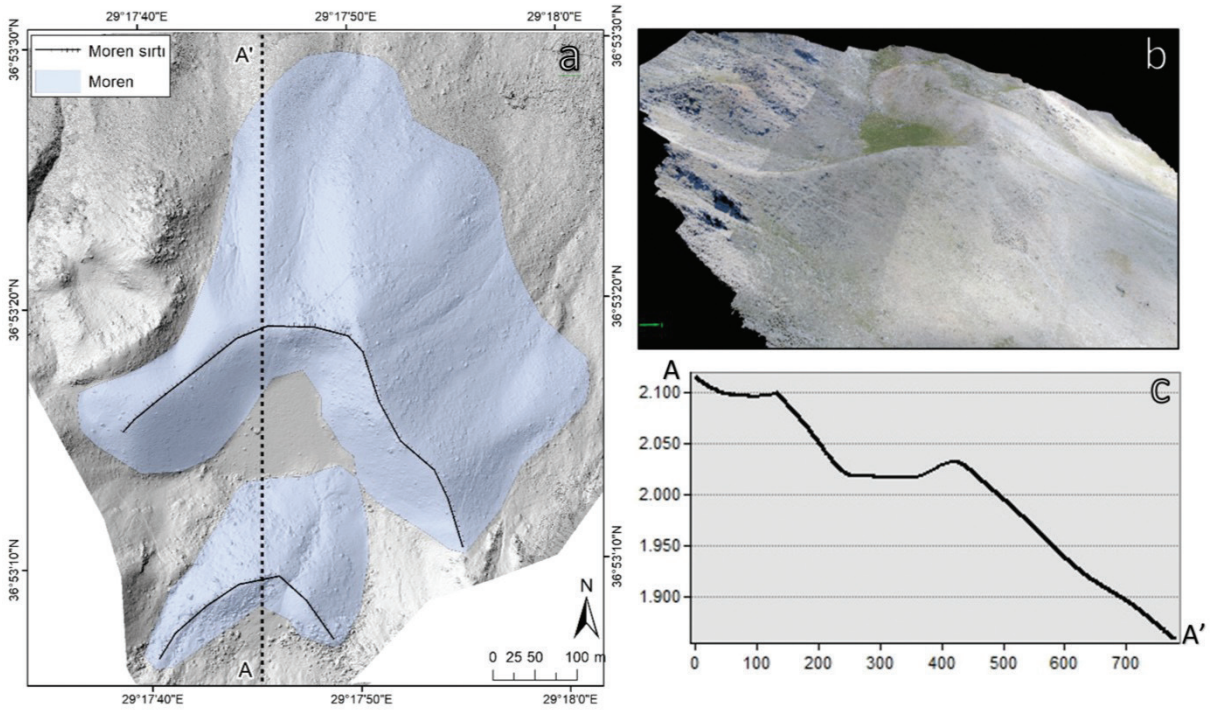 29°17'40"E 29°17'50"E 29°18'0"E
36°53'30"N
36°53'20"N
36°53'10"N
Moren sırtı
Moren
A'
a
A
N
0 25 50 100 m
36°53'30"N
36°53'20"N
36°53'10"N
29°17'40"E 29°17'50"E 29°18'0"E
b
A
C
2.100
2.050
2.000
1.950
1.900
A'
0 100 200 300 400 500 600 700